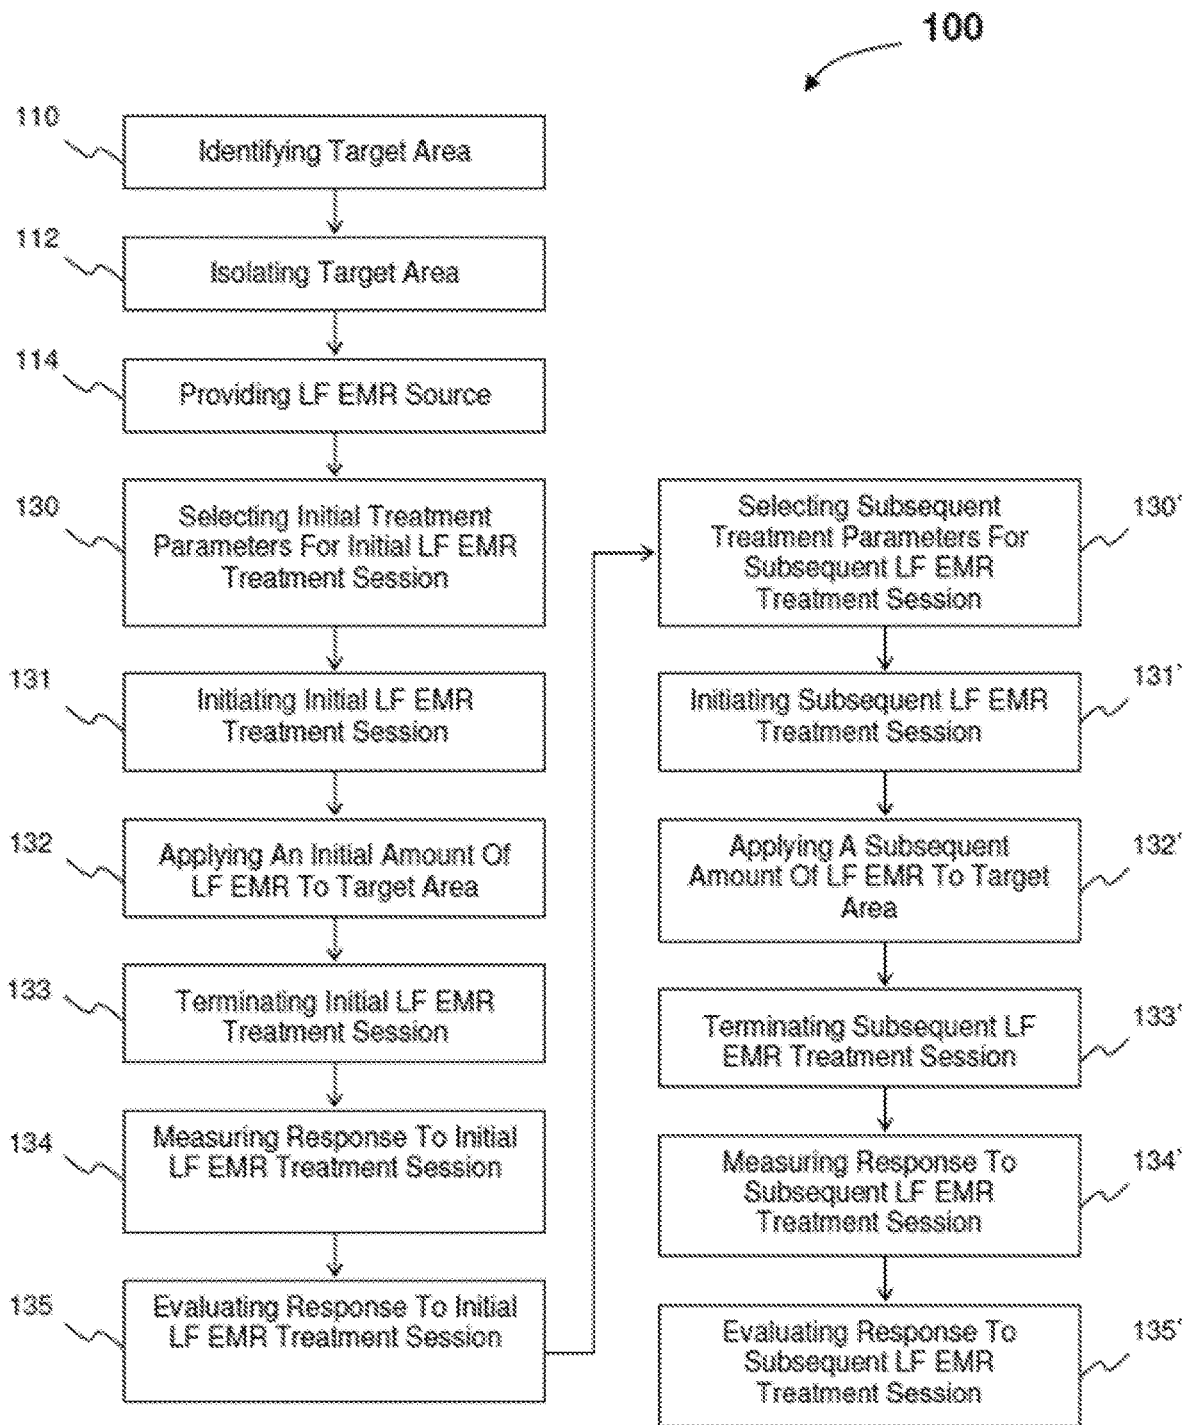 100
110
Identifying Target Area
112
Isolating Target Area
114
Providing LF EMR Source
130
Selecting Initial Treatment
Parameters For Initial LF EMR
Treatment Session
131
Initiating Initial LF EMR
Treatment Session
132
Applying An Initial Amount Of
LF EMR To Target Area
133
Terminating Initial LF EMR
Treatment Session
134
Measuring Response To Initial
LF EMR Treatment Session
135
Evaluating Response To Initial
LF EMR Treatment Session
Selecting Subsequent
Treatment Parameters For
Subsequent LF EMR
Treatment Session
130'
Initiating Subsequent LF EMR
Treatment Session
131'
Applying A Subsequent
Amount Of LF EMR To Target
Area
132'
Terminating Subsequent LF
EMR Treatment Session
133'
Measuring Response To
Subsequent LF EMR
Treatment Session
134'
Evaluating Response To
Subsequent LF EMR
Treatment Session
135'